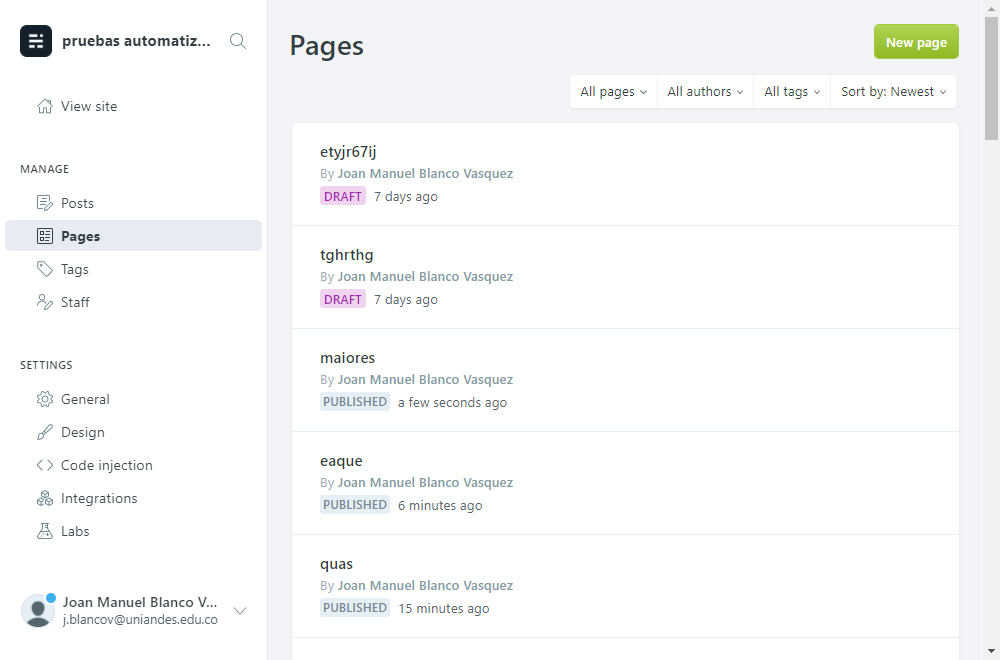 pruebas automatiz...
View site
MANAGE
Posts
Pages
Tags
Staff
SETTINGS
General
Design
Code injection
Integrations
Labs
Joan Manuel Blanco V...
j.blancov@uniandes.edu.co
Pages
New page
All pages
All authors
All tags
Sort by: Newest
etyjr67ij
By Joan Manuel Blanco Vasquez
DRAFT 7 days ago
tghrthg
By Joan Manuel Blanco Vasquez
DRAFT 7 days ago
maiores
By Joan Manuel Blanco Vasquez
PUBLISHED a few seconds ago
eaque
By Joan Manuel Blanco Vasquez
PUBLISHED 6 minutes ago
quas
By Joan Manuel Blanco Vasquez
PUBLISHED 15 minutes ago